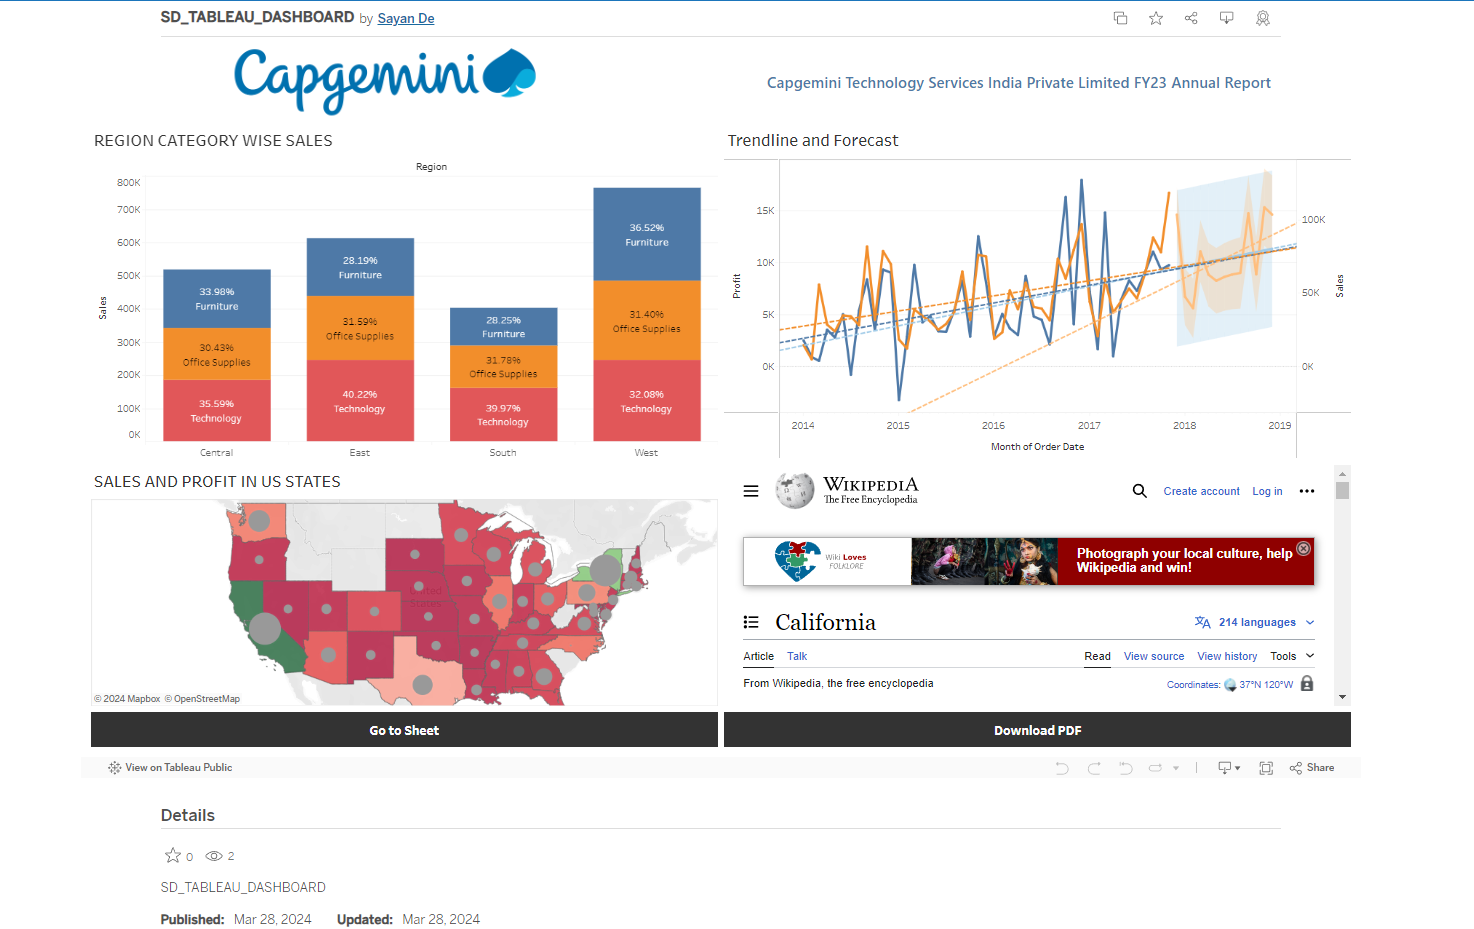 SD_TABLEAU_DASHBOARD by Sayan De
Capgemini
Capgemini Technology Services India Private Limited FY23 Annual Report
REGION CATEGORY WISE SALES
Region
Sales
800K
700K
600K
500K
400K
300K
200K
100K
0K
33.98%
Furniture
30.43%
Office Supplies
35.59%
Technology
28.19%
Furniture
31.59%
Office Supplies
40.22%
Technology
28.25%
Furniture
31.78%
Office Supplies
39.97%
Technology
36.52%
Furniture
31.40%
Office Supplies
32.08%
Technology
Central East South West
Trendline and Forecast
Profit
15K
10K
5K
0K
100K
50K
0K
Sales
2014 2015 2016 2017 2018 2019
Month of Order Date
SALES AND PROFIT IN US STATES
United
States
© 2024 Mapbox © OpenStreetMap
WIKIPEDIA
The Free Encyclopedia
Create account Log in
Wiki Loves
FOLKLORE
Photograph your local culture, help
Wikipedia and win!
California
214 languages
Article Talk Read View source View history Tools
From Wikipedia, the free encyclopedia
Coordinates: 37°N 120°W
Go to Sheet
Download PDF
View on Tableau Public
Share
Details
0 2
SD_TABLEAU_DASHBOARD
Published: Mar 28, 2024 Updated: Mar 28, 2024